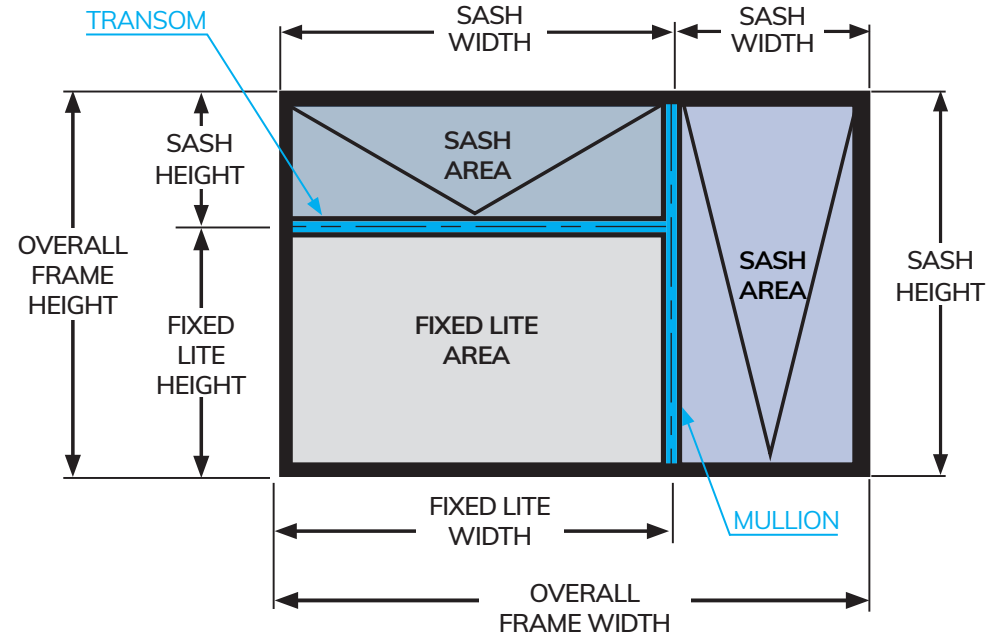 TRANSOM
SASH
WIDTH
SASH
WIDTH
SASH
HEIGHT
SASH
AREA
OVERALL
FRAME
HEIGHT
SASH
AREA
SASH
HEIGHT
FIXED
LITE
HEIGHT
FIXED LITE
AREA
FIXED LITE
WIDTH
MULLION
OVERALL
FRAME WIDTH